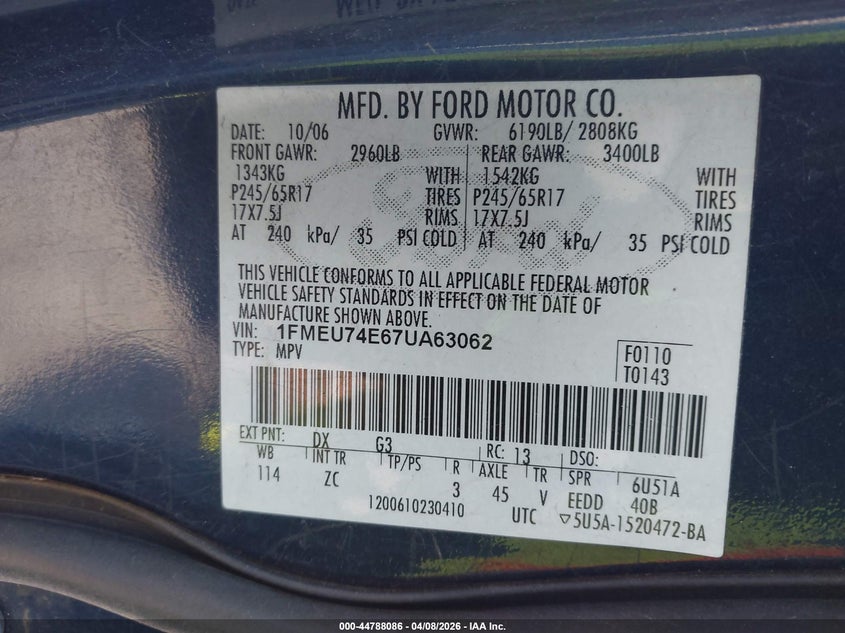 MFD. BY FORD MOTOR CO.
DATE: 10/06 GVWR: 6190LB/ 2808KG
FRONT GAWR: 2960LB REAR GAWR: 3400LB
1343KG WITH 1542KG WITH
P245/65R17 TIRES P245/65R17 TIRES
17X7.5J RIMS 17X7.5J RIMS
AT 240 kPa/ 35 PSI COLD AT 240 kPa/ 35 PSI COLD
THIS VEHICLE CONFORMS TO ALL APPLICABLE FEDERAL MOTOR
VEHICLE SAFETY STANDARDS IN EFFECT ON THE DATE OF
MANUFACTURE SHOWN ABOVE.
VIN: 1FMEU74E67UA63062
TYPE: MPV
F0110
T0143
EXT PNT: DX G3 RC: 13 DSO:
WB INT TR TP/PS R AXLE TR SPR 6U51A
114 ZC 3 45 V EEDD 40B
1200610230410 UTC ▽5U5A-1520472-BA
000-44788086 - 04/08/2026 - IAA Inc.